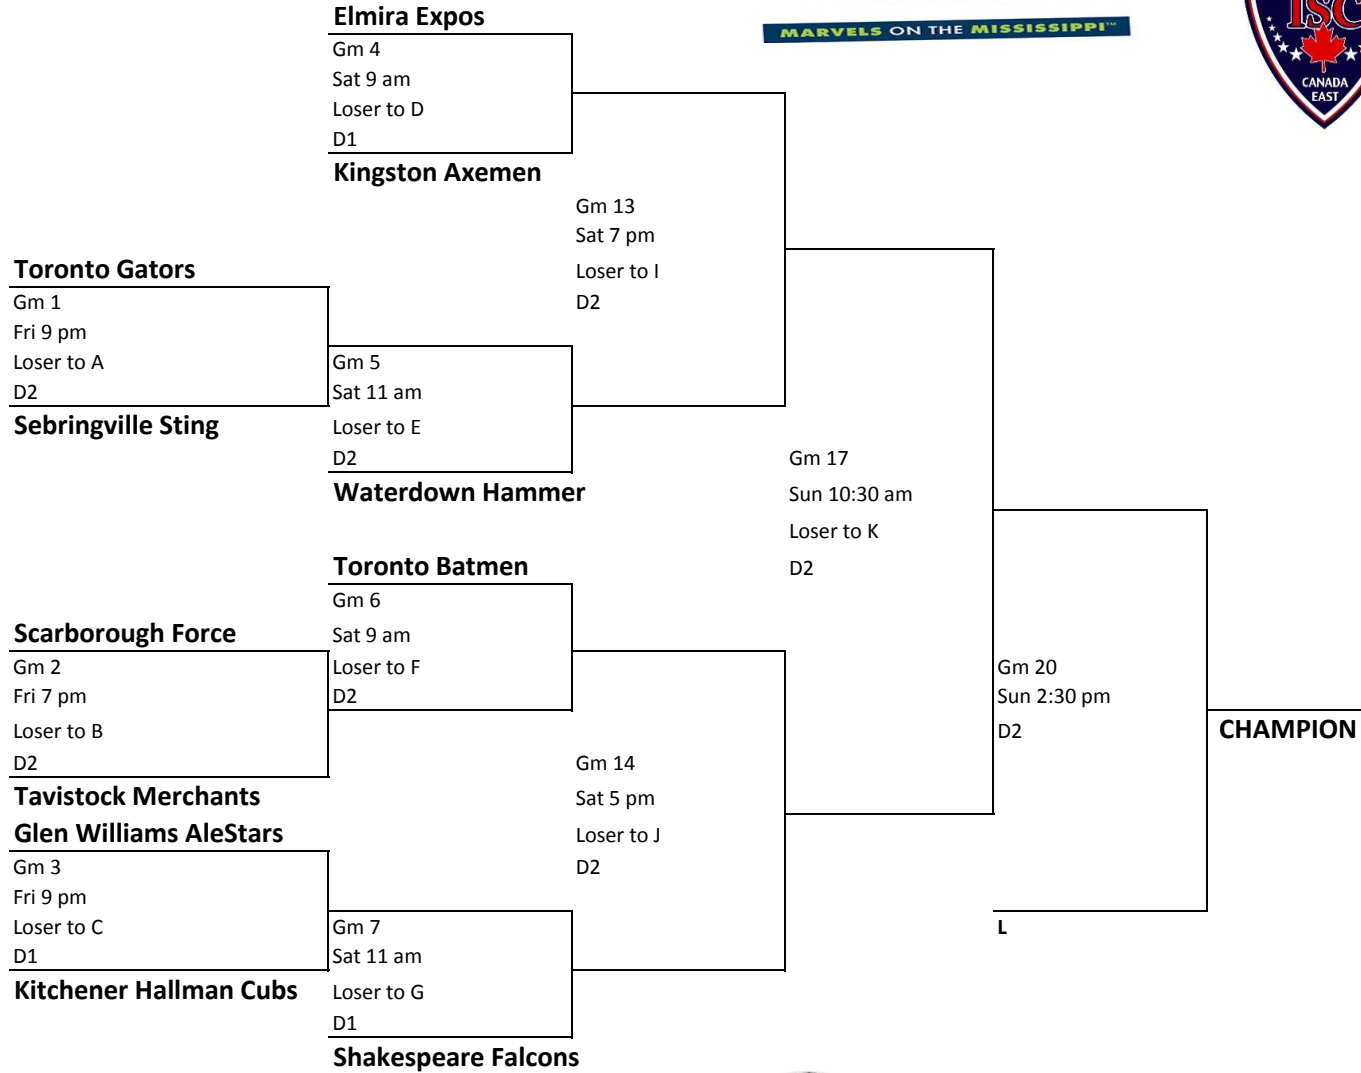 Elmira Expos
MARVELS ON THE MISSISSIPPI™
ISC
CANADA
EAST
Gm 4
Sat 9 am
Loser to D
D1
Kingston Axemen
Gm 13
Sat 7 pm
Loser to I
D2
Toronto Gators
Gm 1
Fri 9 pm
Loser to A
D2
Sebringville Sting
Gm 5
Sat 11 am
Loser to E
D2
Waterdown Hammer
Gm 17
Sun 10:30 am
Loser to K
D2
Toronto Batmen
Gm 6
Sat 9 am
Loser to F
D2
Scarborough Force
Gm 2
Fri 7 pm
Loser to B
D2
Tavistock Merchants
Gm 20
Sun 2:30 pm
D2
CHAMPION
Gm 14
Sat 5 pm
Loser to J
D2
Glen Williams AleStars
Gm 3
Fri 9 pm
Loser to C
D1
Kitchener Hallman Cubs
Gm 7
Sat 11 am
Loser to G
D1
Shakespeare Falcons
L